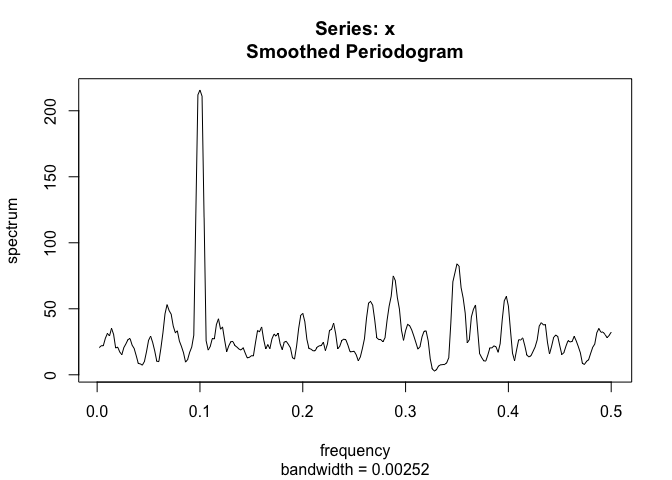 Series: x
Smoothed Periodogram
spectrum
200
150
100
50
0
0.0 0.1 0.2 0.3 0.4 0.5
frequency
bandwidth = 0.00252